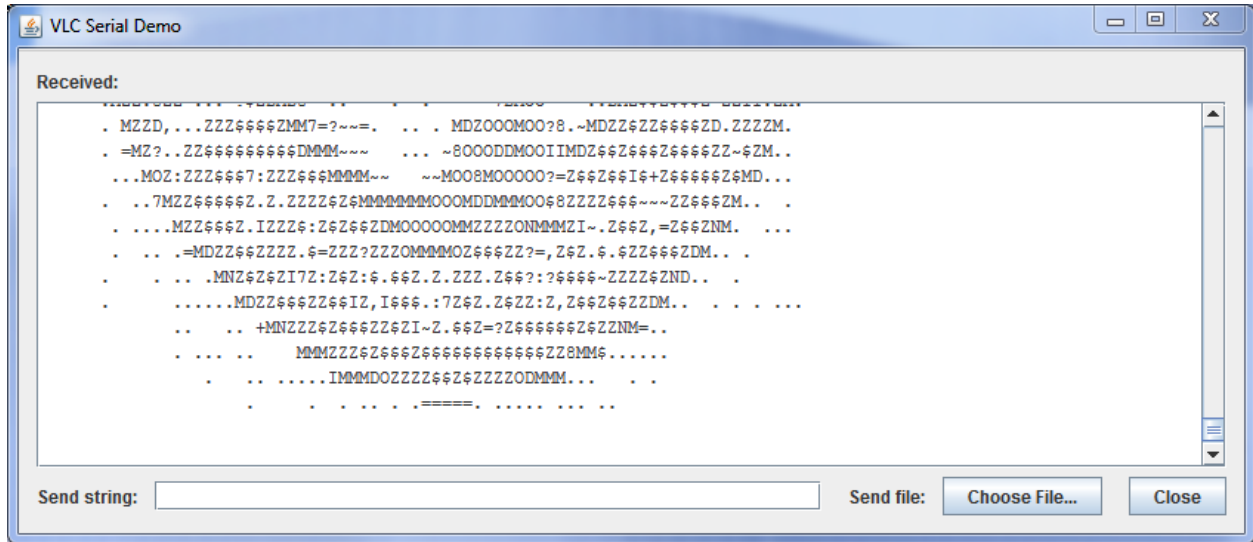 VLC Serial Demo
Received:
. MZZD,...ZZZ$$$$ZMM7=?~~=.  .. . MDZOOOMOO?8.~MDZZ$ZZ$$$$ZD.ZZZZM.
. =MZ?..ZZ$$$$$$$$$DMMM~~~   ... ~8OOODDMOOIIMDZ$$Z$$$Z$$$$ZZ~$ZM..
...MOZ:ZZZ$$$7:ZZZ$$$MMMM~~   ~~MOO8MOOOOO?=Z$$Z$$I$+Z$$$$$Z$MD...
.  ..7MZZ$$$$$Z.Z.ZZZZ$Z$MMMMMMMOOOMDDMMMOO$8ZZZZ$$$~~~ZZ$$$ZM..  .
. ....MZZ$$$Z.IZZZ$:Z$Z$$ZDMOOOOOMMZZZZONMMMZI~.Z$$Z,=Z$$ZNM.  ...
.  .. .=MDZZ$$ZZZZ.$=ZZZ?ZZZOMMMMOZ$$$ZZ?=,Z$Z.$.$ZZ$$$ZDM.. .
.    . .. .MNZ$Z$ZI7Z:Z$Z:$.$$Z.Z.ZZZ.Z$$?:?$$$$~ZZZZ$ZND..  .
.      ......MDZZ$$$ZZ$$IZ,I$$$.:7Z$Z.Z$ZZ:Z,Z$$Z$$ZZDM..  . . . ...
..   .. +MNZZZ$Z$$$ZZ$ZI~Z.$$Z=?Z$$$$$$Z$ZZNM=..
. ... ..    MMMZZZ$Z$$$Z$$$$$$$$$$$$ZZ8MM$......
.   .. .....IMMMDOZZZZ$$Z$ZZZZODMMM...   . .
.     .  . .. . .=====. ..... ... ..
Send string:
Send file:
Choose File...
Close